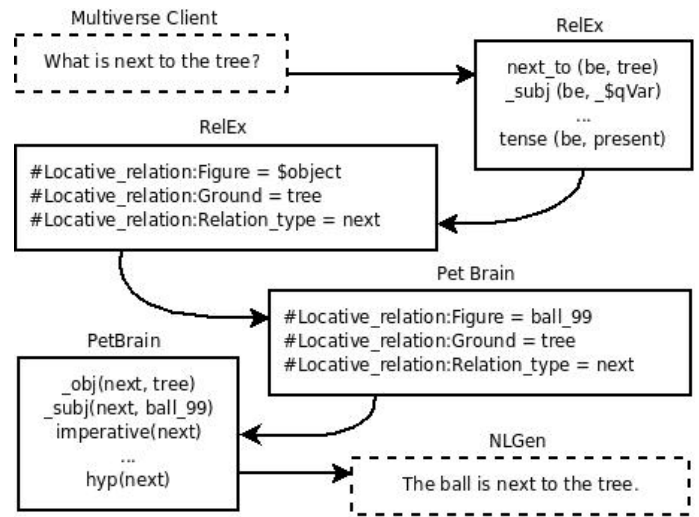 Multiverse Client
What is next to the tree?
RelEx
next_to (be, tree)
_subj (be, _$qVar)
...
tense (be, present)
RelEx
#Locative_relation:Figure = $object
#Locative_relation:Ground = tree
#Locative_relation:Relation_type = next
Pet Brain
#Locative_relation:Figure = ball_99
#Locative_relation:Ground = tree
#Locative_relation:Relation_type = next
PetBrain
_obj(next, tree)
_subj(next, ball_99)
imperative(next)
...
hyp(next)
NLGen
The ball is next to the tree.